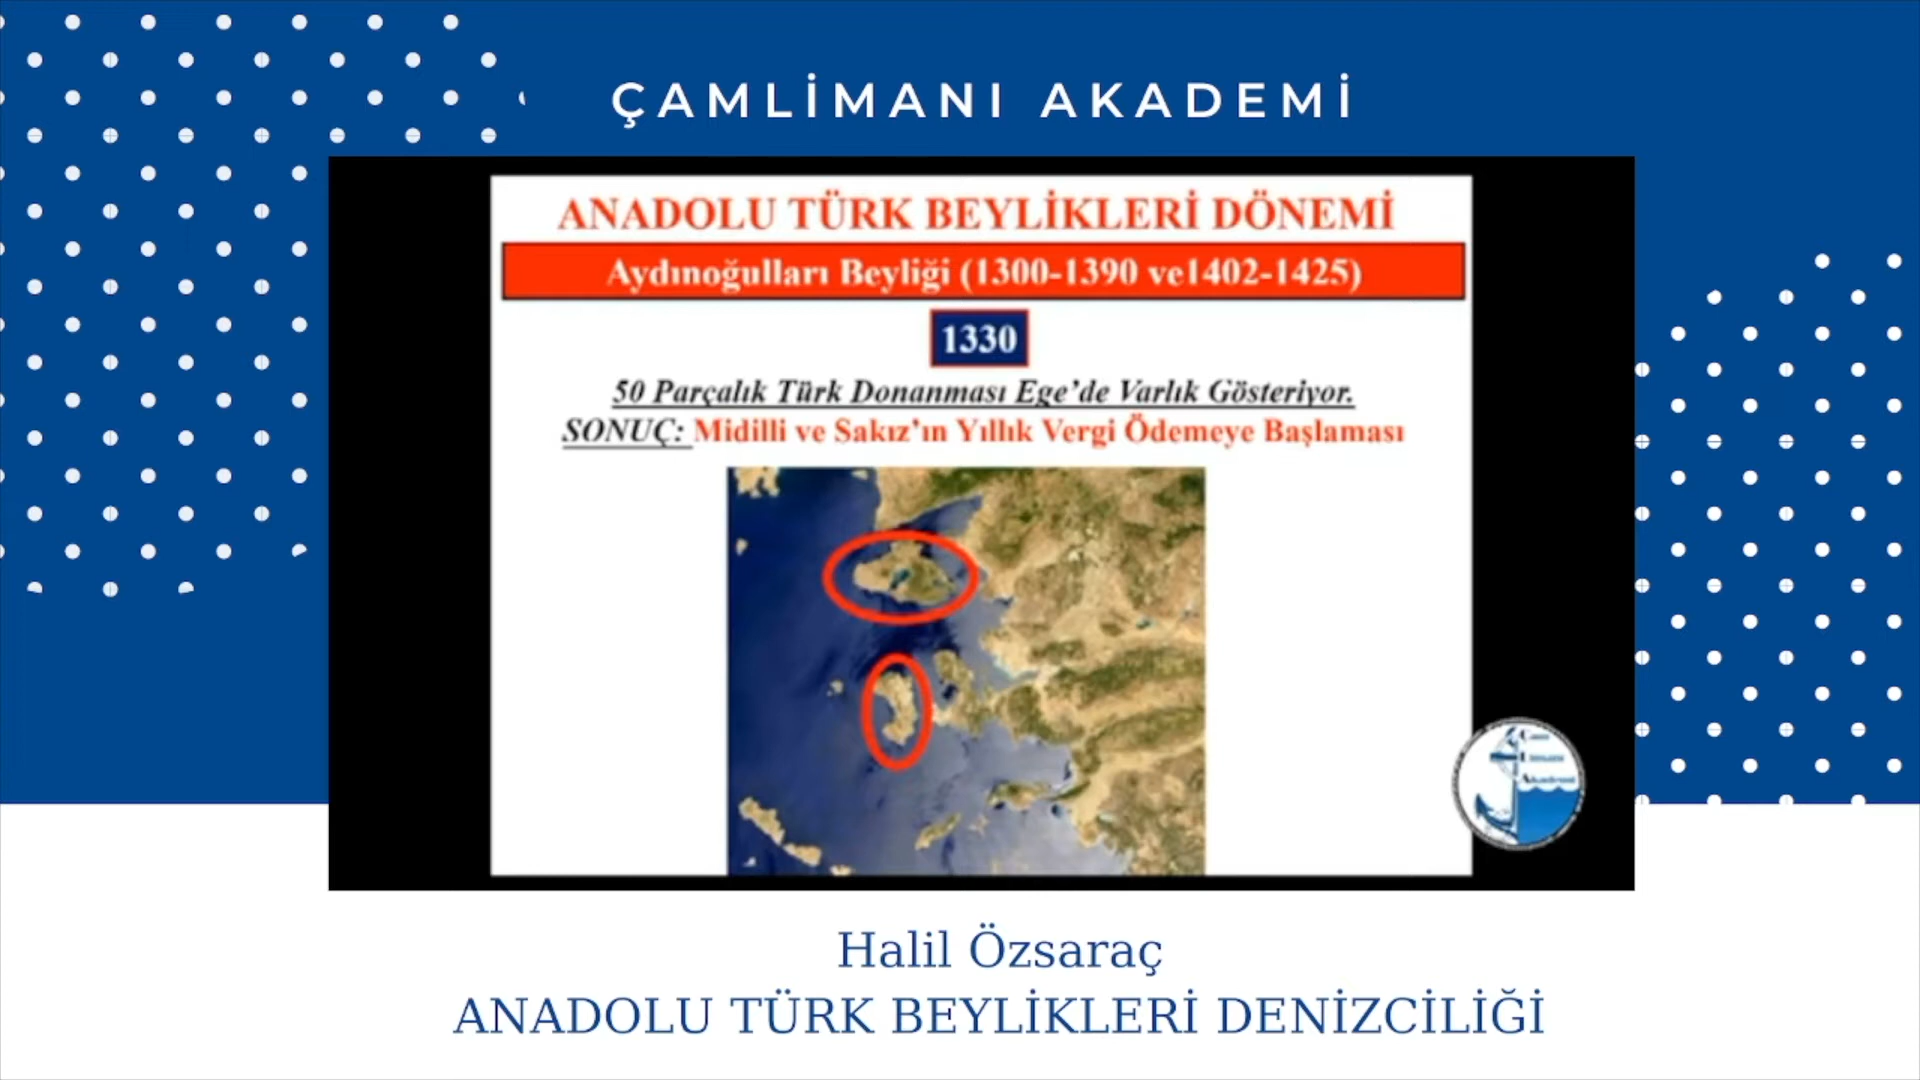 ÇAMLİMANI AKADEMİ
ANADOLU TÜRK BEYLİKLERİ DÖNEMİ
Aydınoğulları Beyliği (1300-1390 ve1402-1425)
1330
50 Parçalık Türk Donanması Ege’de Varlık Gösteriyor.
SONUÇ: Midilli ve Sakız’ın Yıllık Vergi Ödemeye Başlaması
Halil Özsaraç
ANADOLU TÜRK BEYLİKLERİ DENİZCİLİĞİ